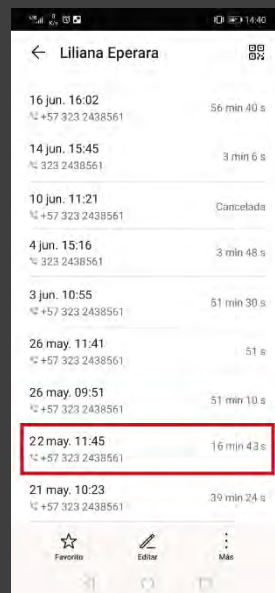 14:40
Liliana Eperara
16 jun. 16:02
+57 323 2438561
56 min 40 s
14 jun. 15:45
323 2438561
3 min 6 s
10 jun. 11:21
+57 323 2438561
Cancelada
4 jun. 15:16
323 2438561
3 min 48 s
3 jun. 10:55
+57 323 2438561
51 min 30 s
26 may. 11:41
+57 323 2438561
51 s
26 may. 09:51
+57 323 2438561
51 min 10 s
22 may. 11:45
+57 323 2438561
16 min 43 s
21 may. 10:23
+57 323 2438561
39 min 24 s
Favorito
Editar
Más